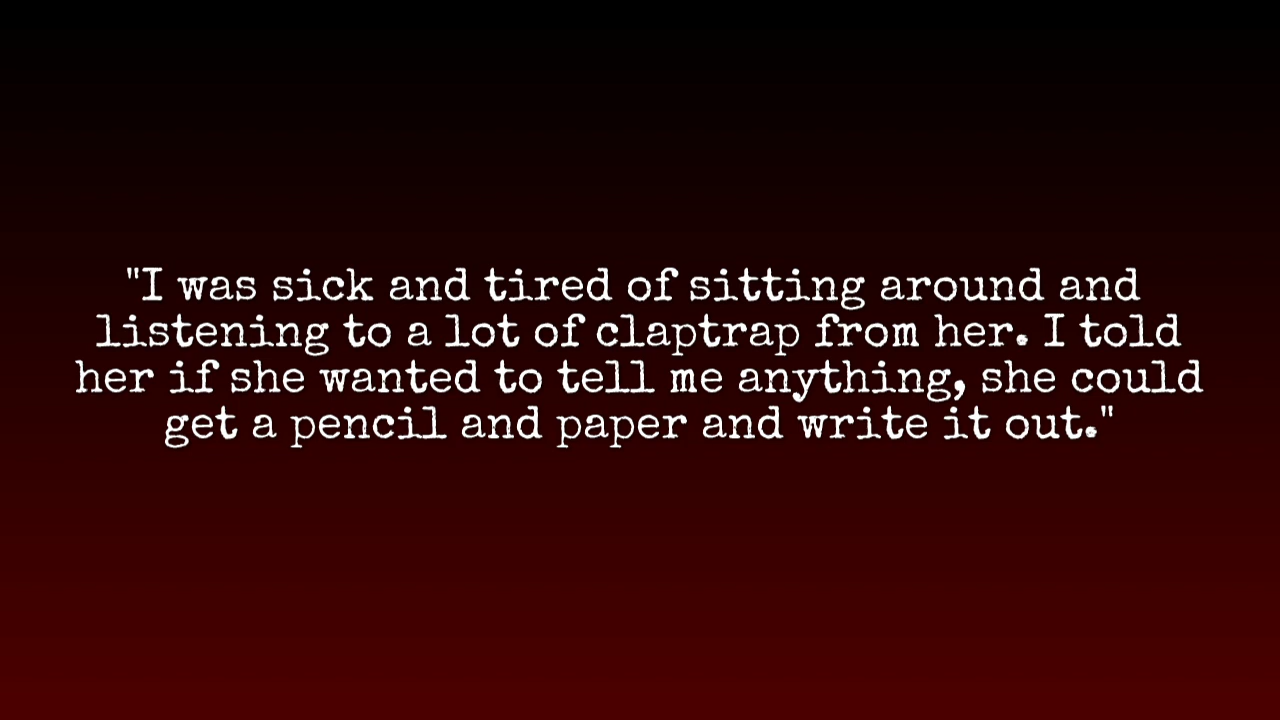 "I was sick and tired of sitting around and
listening to a lot of claptrap from her. I told
her if she wanted to tell me anything, she could
get a pencil and paper and write it out."